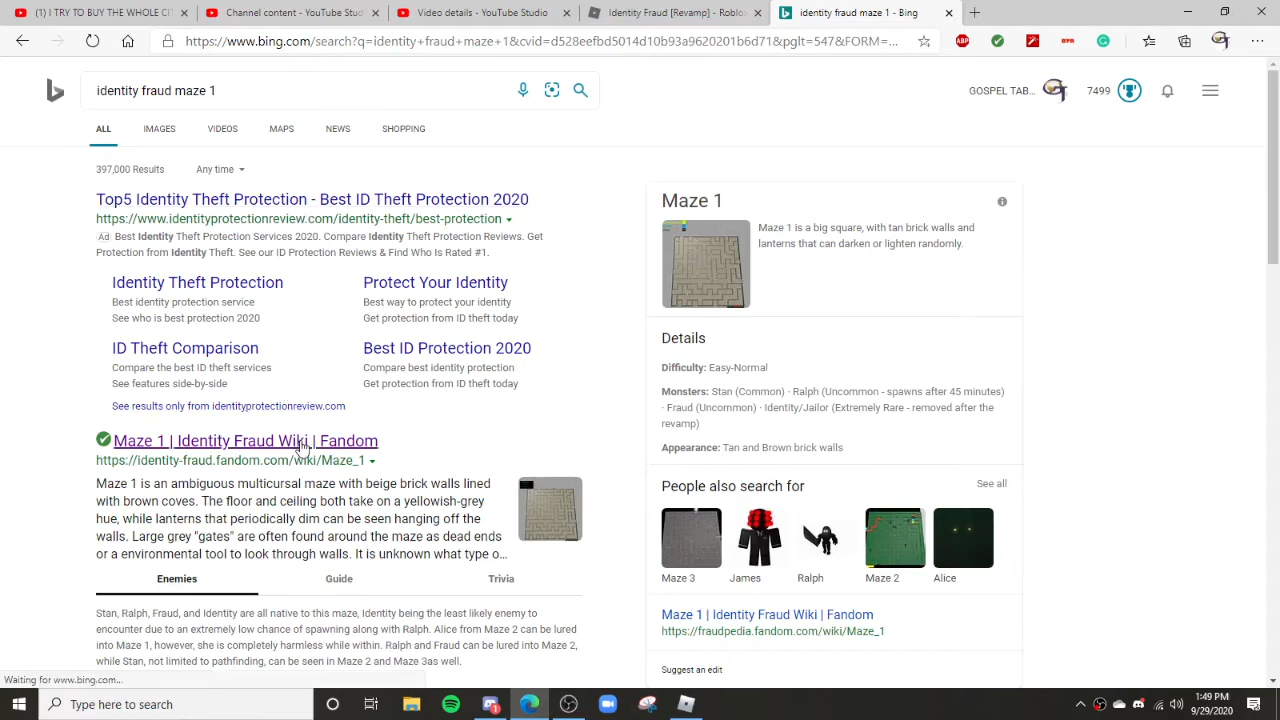 (1) I TRY TO BUY THE WHOLE CI
Channel content - YouTube Studi
Video details - YouTube Studio
Identity Fraud[Remap] - Roblox
identity fraud maze 1 - Bing
https://www.bing.com/search?q=identity+fraud+maze+1&cvid=d528eefbd5014d10b93a9620201b6d71&pglt=547&FORM=...
identity fraud maze 1
GOSPEL TAB...
7499
ALL
IMAGES
VIDEOS
MAPS
NEWS
SHOPPING
397,000 Results
Any time
Top5 Identity Theft Protection - Best ID Theft Protection 2020
https://www.identityprotectionreview.com/identity-theft/best-protection
Ad Best Identity Theft Protection Services 2020. Compare Identity Theft Protection Reviews. Get
Protection from Identity Theft. See our ID Protection Reviews & Find Who Is Rated #1.
Identity Theft Protection
Best identity protection service
See who is best protection 2020
Protect Your Identity
Best way to protect your identity
Get protection from ID theft today
ID Theft Comparison
Compare the best ID theft services
See features side-by-side
Best ID Protection 2020
Compare best identity protection
Get protection from ID theft today
See results only from identityprotectionreview.com
Maze 1 | Identity Fraud Wiki | Fandom
https://identity-fraud.fandom.com/wiki/Maze_1
Maze 1 is an ambiguous multicursal maze with beige brick walls lined
with brown coves. The floor and ceiling both take on a yellowish-grey
hue, while lanterns that periodically dim can be seen hanging off the
walls. Large grey "gates" are often found around the maze as dead ends
or a environmental tool to look through walls. It is unknown what type o...
Enemies
Guide
Trivia
Stan, Ralph, Fraud, and Identity are all native to this maze, Identity being the least likely enemy to
encounter due to an extremely low chance of spawning along with Ralph. Alice from Maze 2 can be lured
into Maze 1, however, she is completely harmless while within. Ralph and Fraud can be lured into Maze 2,
while Stan, not limited to pathfinding, can be seen in Maze 2 and Maze 3as well.
Maze 1
Maze 1 is a big square, with tan brick walls and
lanterns that can darken or lighten randomly.
Details
Difficulty: Easy-Normal
Monsters: Stan (Common) · Ralph (Uncommon - spawns after 45 minutes)
· Fraud (Uncommon) · Identity/Jailor (Extremely Rare - removed after the
revamp)
Appearance: Tan and Brown brick walls
People also search for
See all
Maze 3
James
Ralph
Maze 2
Alice
Maze 1 | Identity Fraud Wiki | Fandom
https://fraudpedia.fandom.com/wiki/Maze_1
Suggest an edit
Waiting for www.bing.com...
Type here to search
1:49 PM
9/29/2020